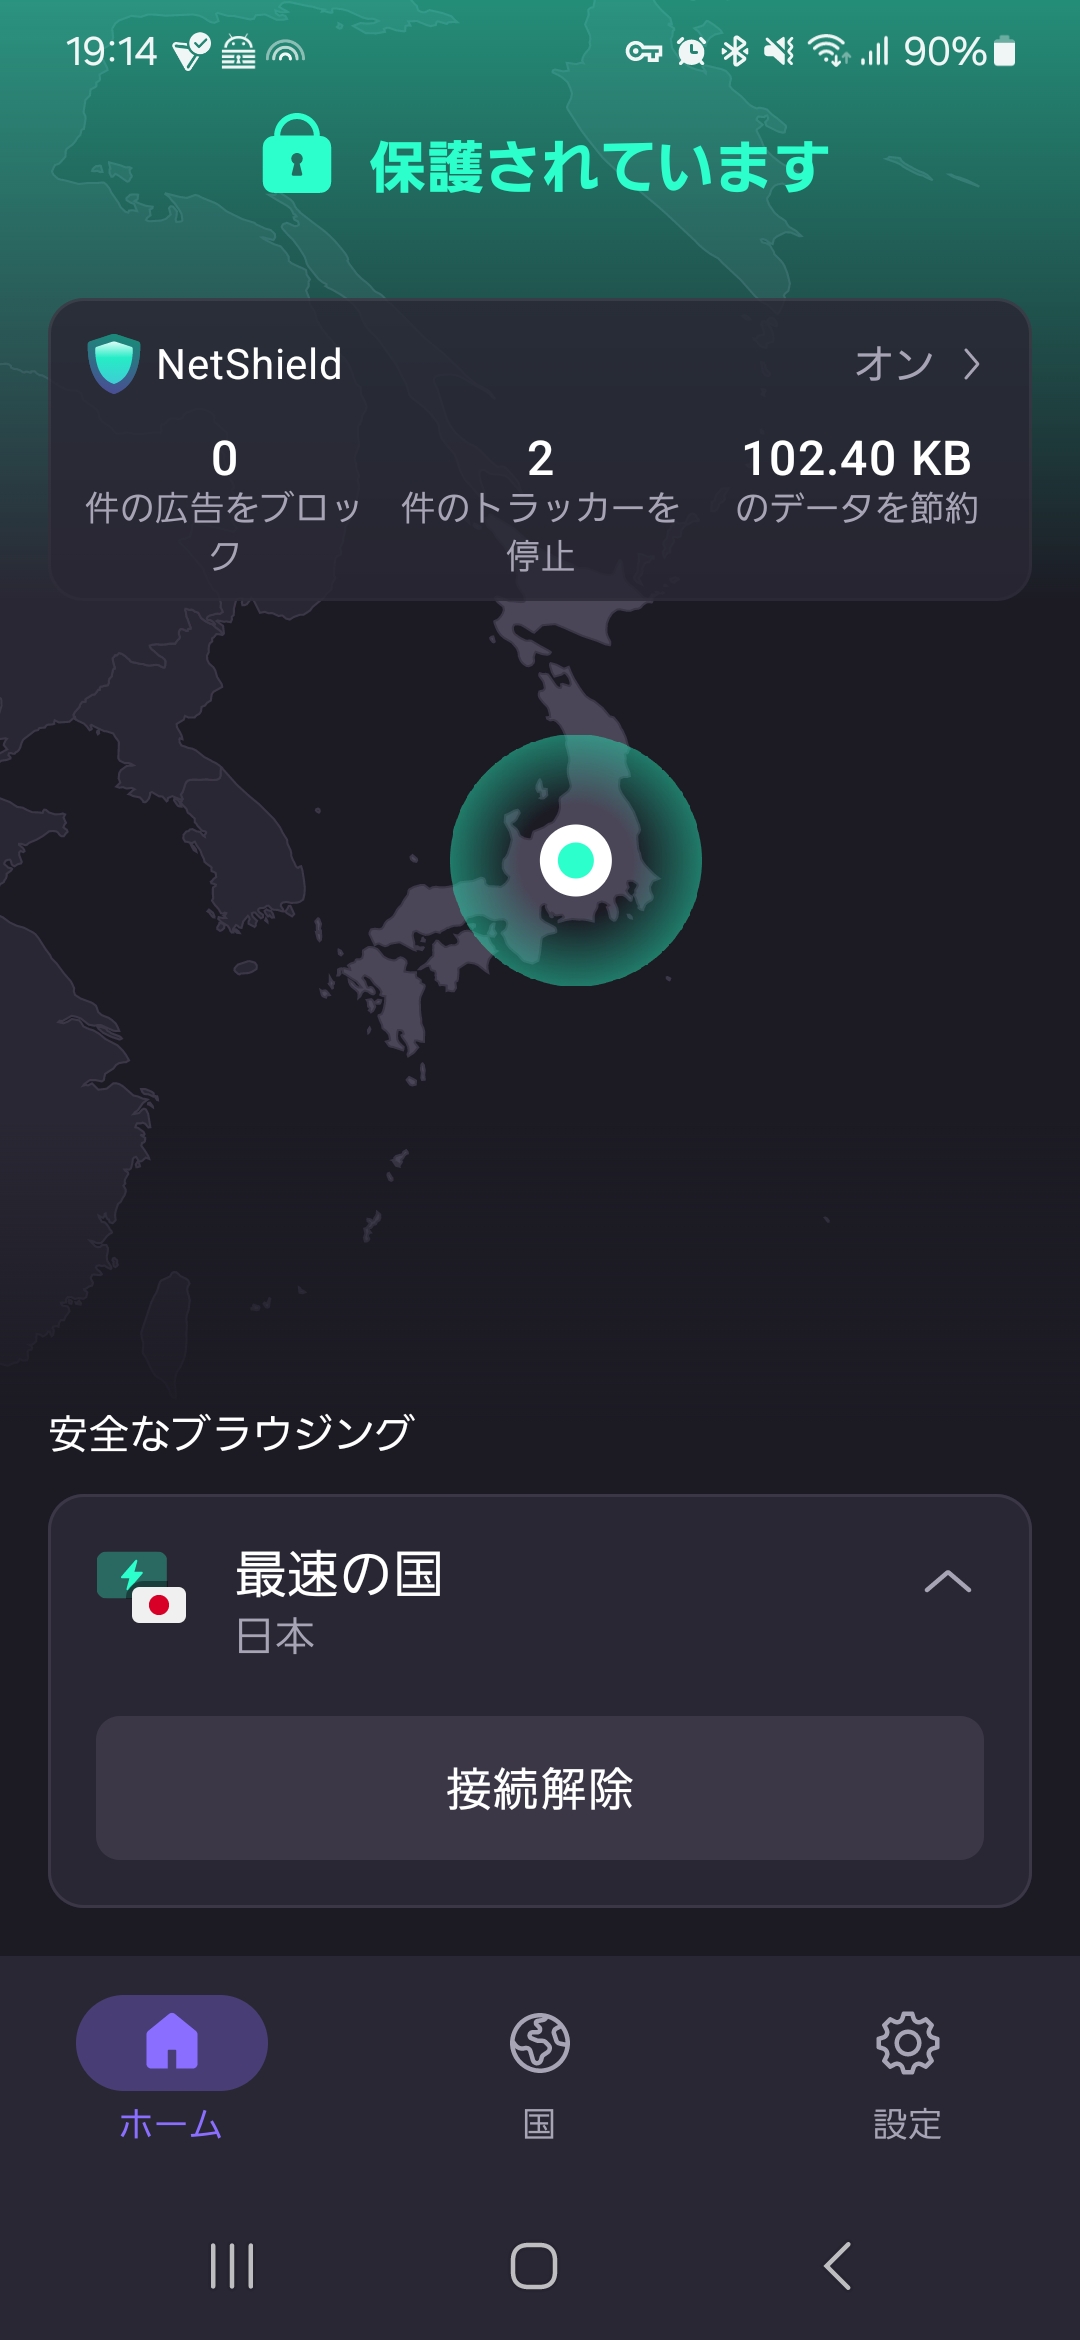 19:14
90%
保護されています
NetShield
オン
0
2
102.40 KB
件の広告をブロッ
ク
件のトラッカーを
停止
のデータを節約
安全なブラウジング
最速の国
日本
接続解除
ホーム
国
設定